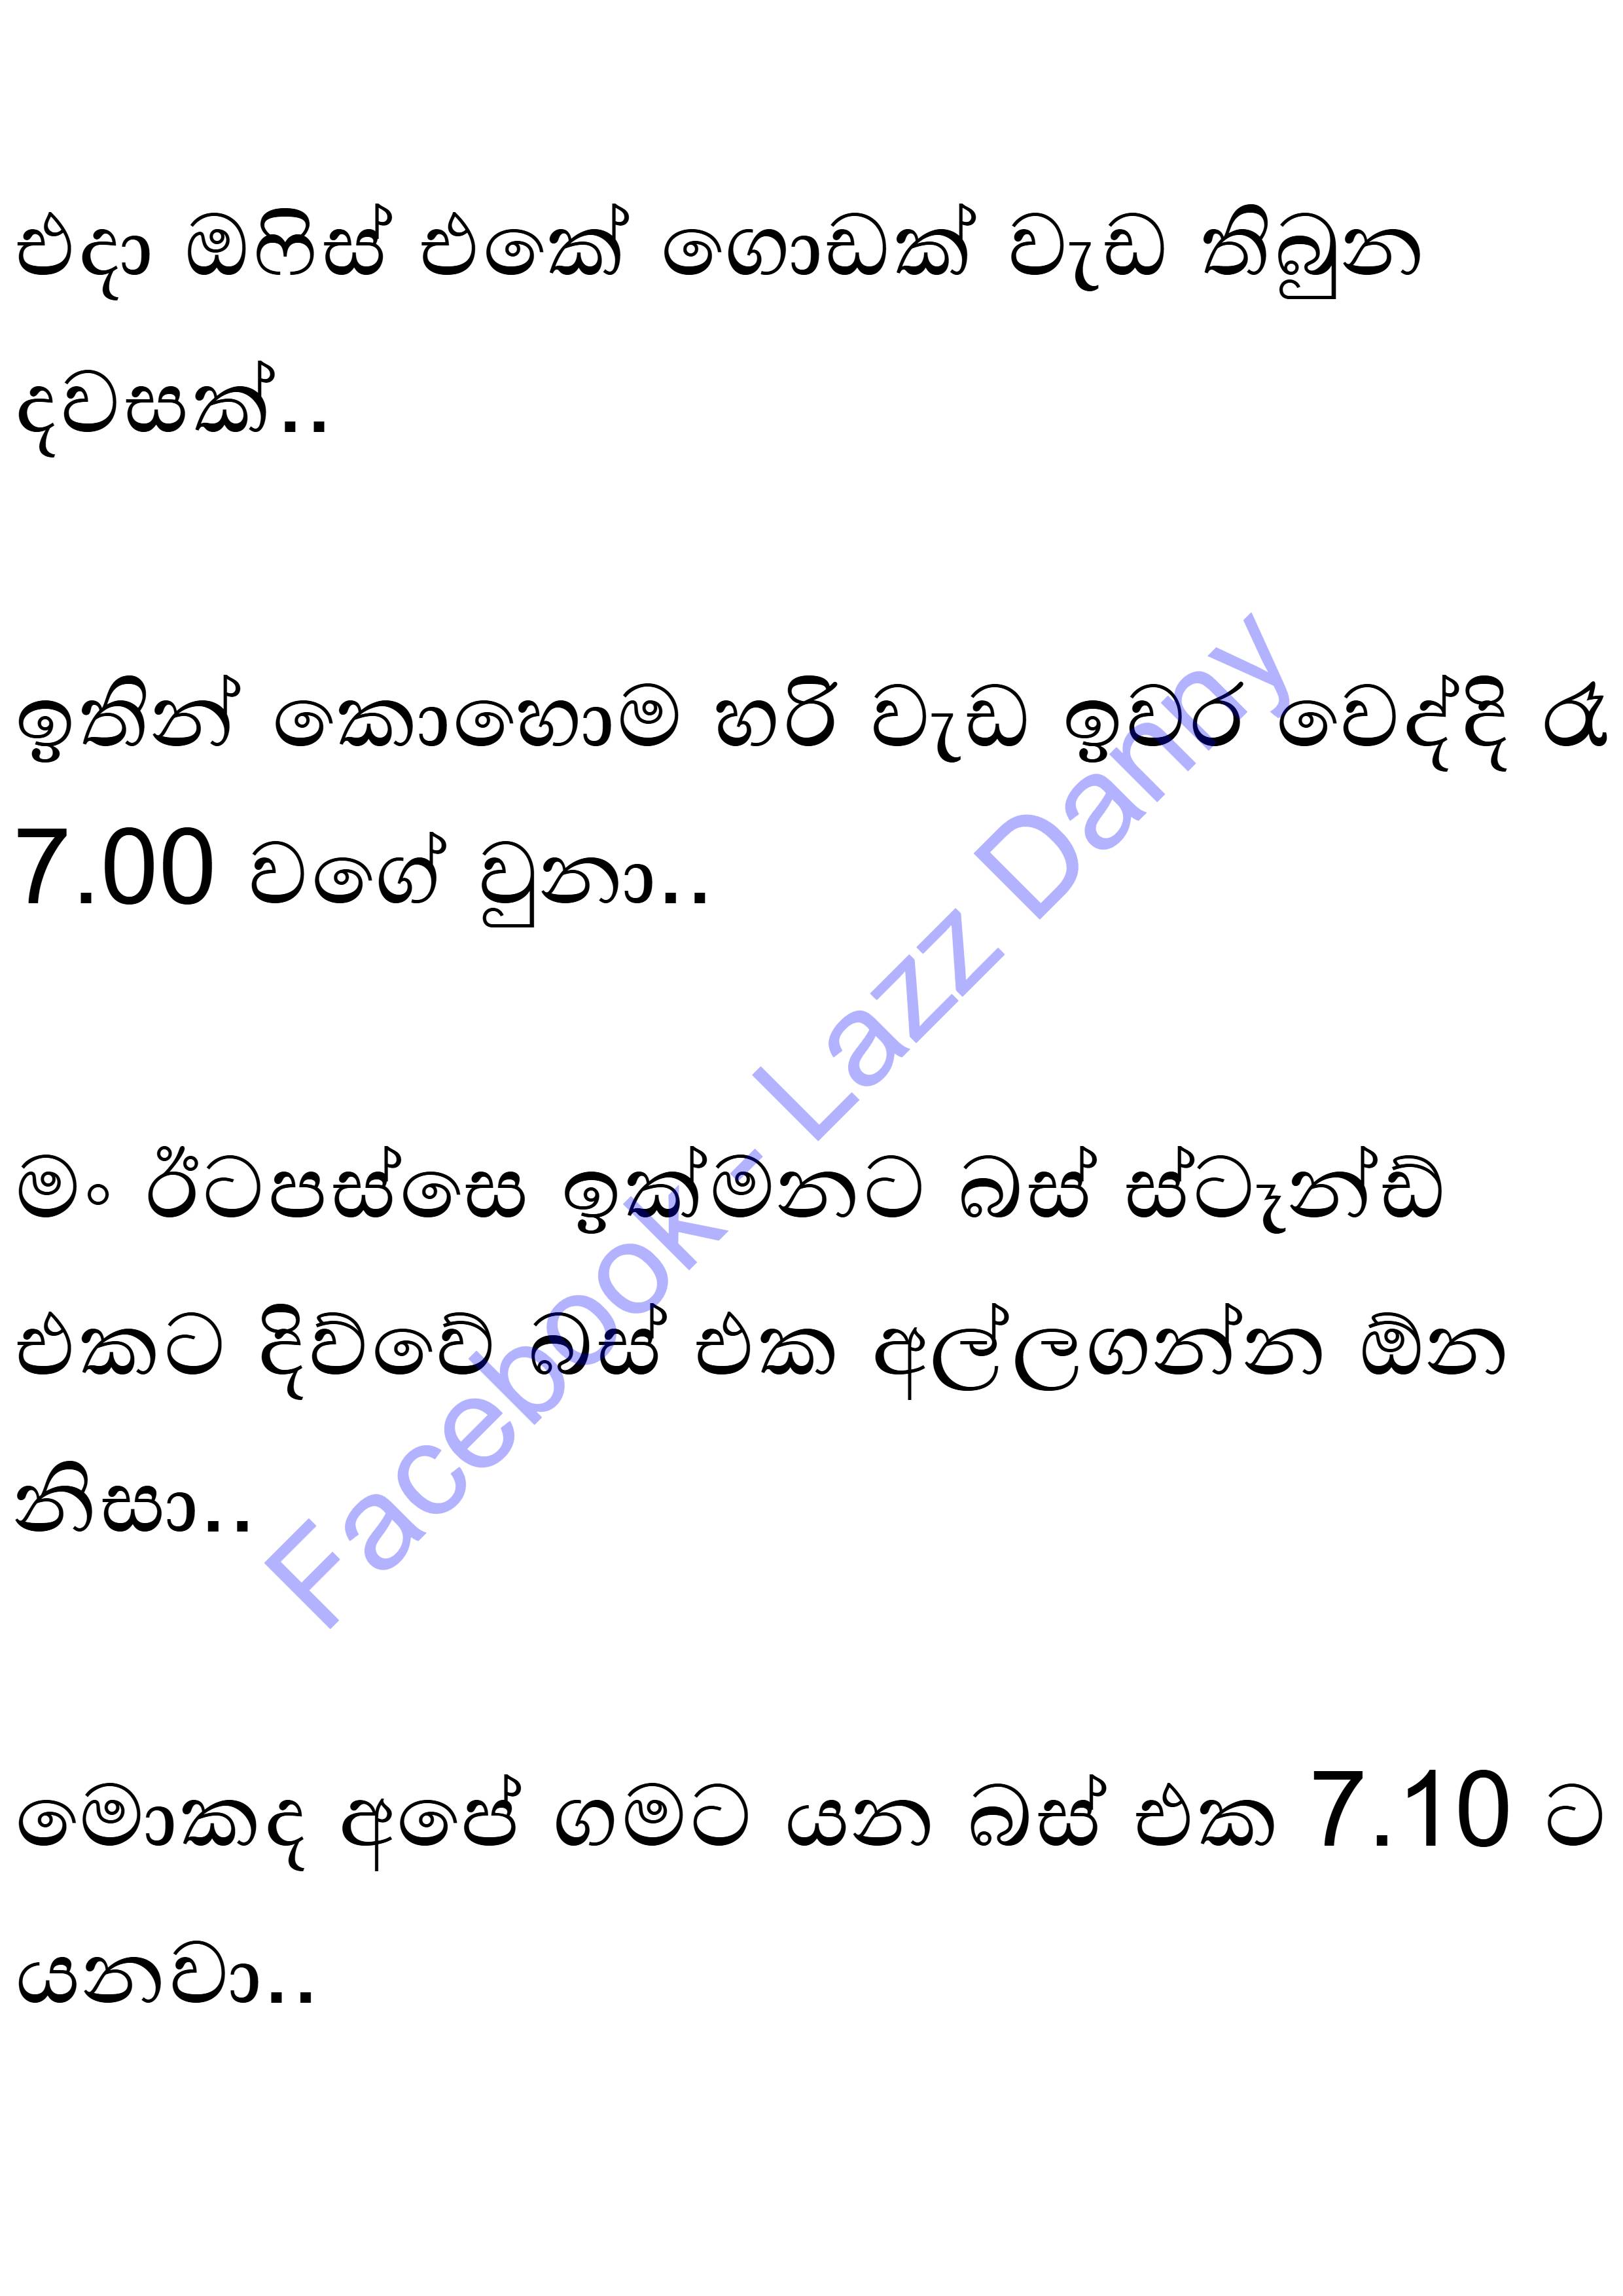 එදා ඔෆිස් එකේ ගොඩක් වැඩ තිබුන
දවසක්..
ඉතින් කොහොම හරි වැඩ ඉවර වෙද්දි රෑ
7.00 වගේ වුනා..
මං ඊටපස්සෙ ඉක්මනට බස් ස්ටෑන්ඩ්
එකට දිව්වේ බස් එක අල්ලගන්න ඕන
නිසා..
මොකද අපේ ගමට යන බස් එක 7.10 ට
යනවා..
Facebook- Lazz Danny